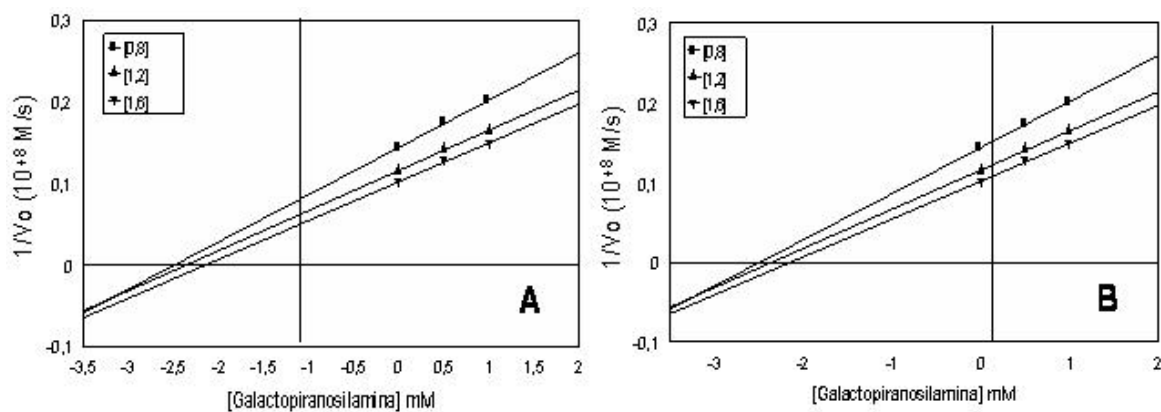 0,3
[0,8]
[1,2]
[1,6]
0,2
0,1
0
-0,1
1/Vo (10+8 M/s)
A
-3,5 -3 -2,5 -2 -1,5 -1 -0,5 0 0,5 1 1,5 2
[Galactopiranosilamina] mM
0,3
[0,8]
[1,2]
[1,6]
0,2
0,1
0
-0,1
1/Vo (10+8 M/s)
B
-3 -2 -1 0 1 2
[Galactopiranosilamina] mM